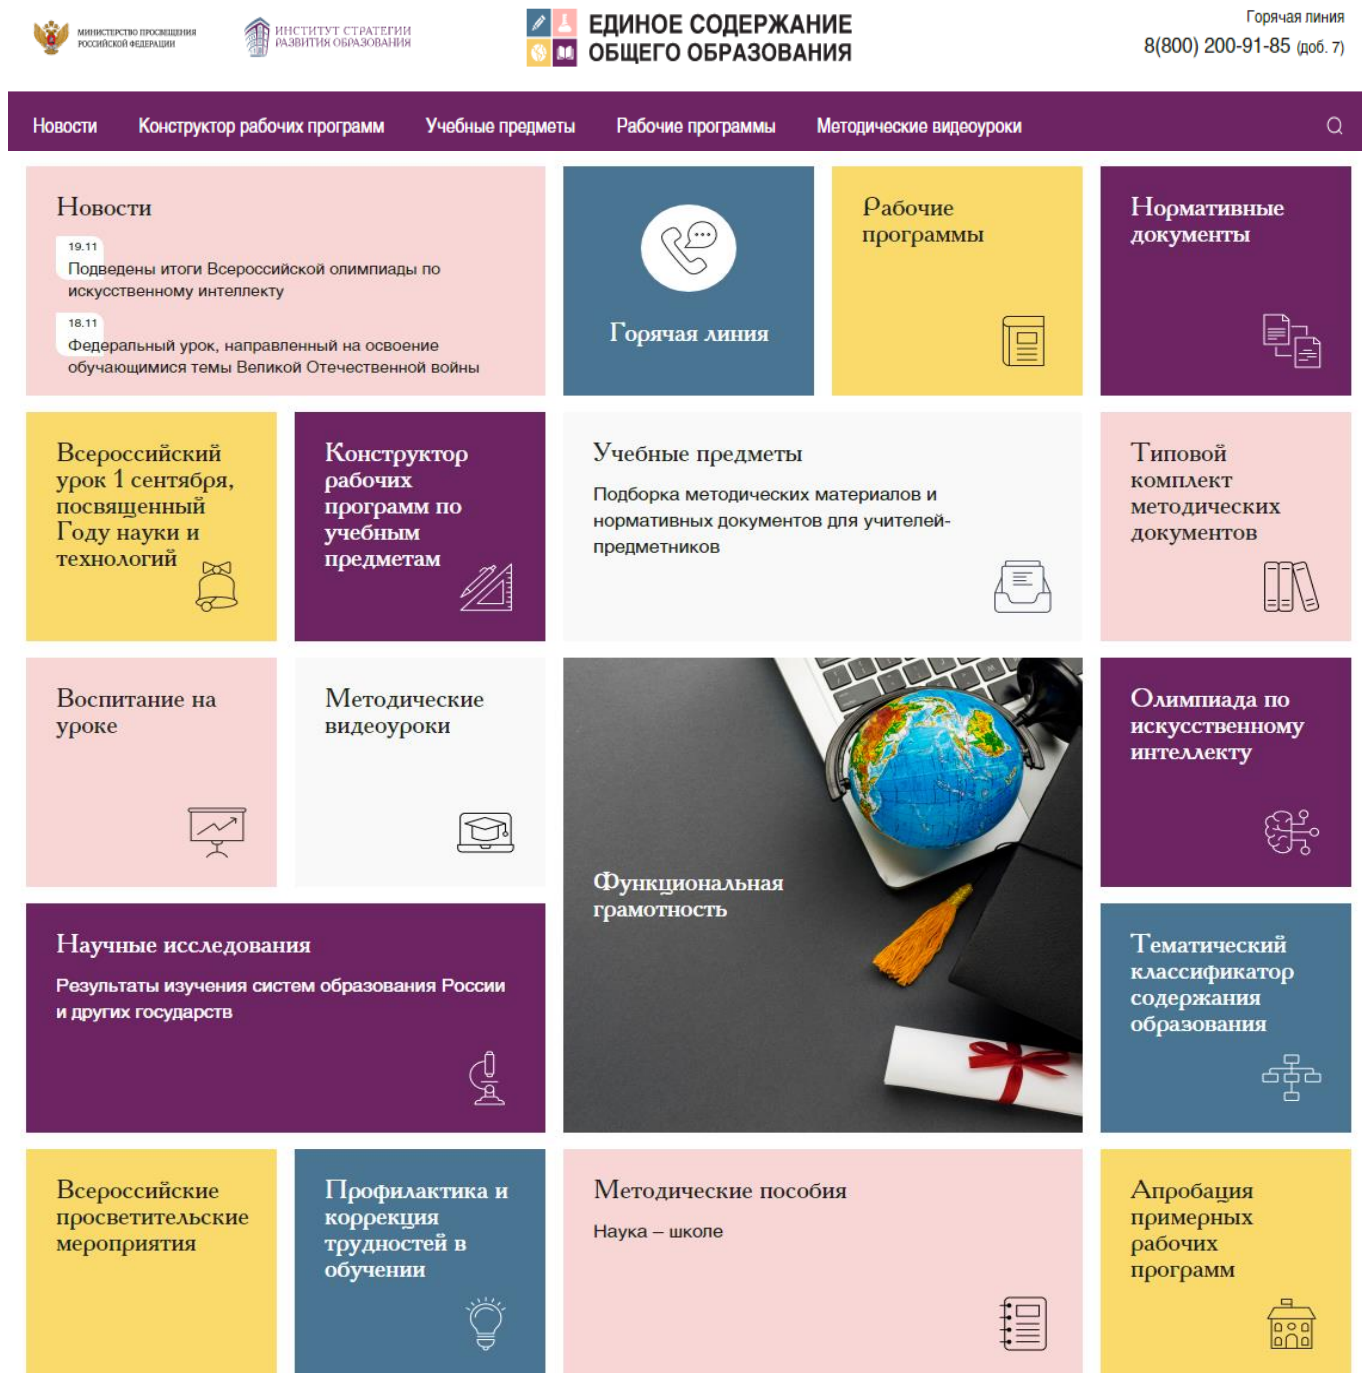 МИНИСТЕРСТВО ПРОСВЕЩЕНИЯ
РОССИЙСКОЙ ФЕДЕРАЦИИ
ИНСТИТУТ СТРАТЕГИИ
РАЗВИТИЯ ОБРАЗОВАНИЯ
ЕДИНОЕ СОДЕРЖАНИЕ
ОБЩЕГО ОБРАЗОВАНИЯ
Горячая линия
8(800) 200-91-85 (доб. 7)
Новости Конструктор рабочих программ Учебные предметы Рабочие программы Методические видеоуроки
Новости
19.11
Подведены итоги Всероссийской олимпиады по
искусственному интеллекту
18.11
Федеральный урок, направленный на освоение
обучающимися темы Великой Отечественной войны
Горячая линия
Рабочие
программы
Нормативные
документы
Всероссийский
урок 1 сентября,
посвященный
Году науки и
технологий
Конструктор
рабочих
программ по
учебным
предметам
Учебные предметы
Подборка методических материалов и
нормативных документов для учителей-
предметников
Типовой
комплект
методических
документов
Воспитание на
уроке
Методические
видеоуроки
Функциональная
грамотность
Олимпиада по
искусственному
интеллекту
Научные исследования
Результаты изучения систем образования России
и других государств
Тематический
классификатор
содержания
образования
Всероссийские
просветительские
мероприятия
Профилактика и
коррекция
трудностей в
обучении
Методические пособия
Наука – школе
Апробация
примерных
рабочих
программ